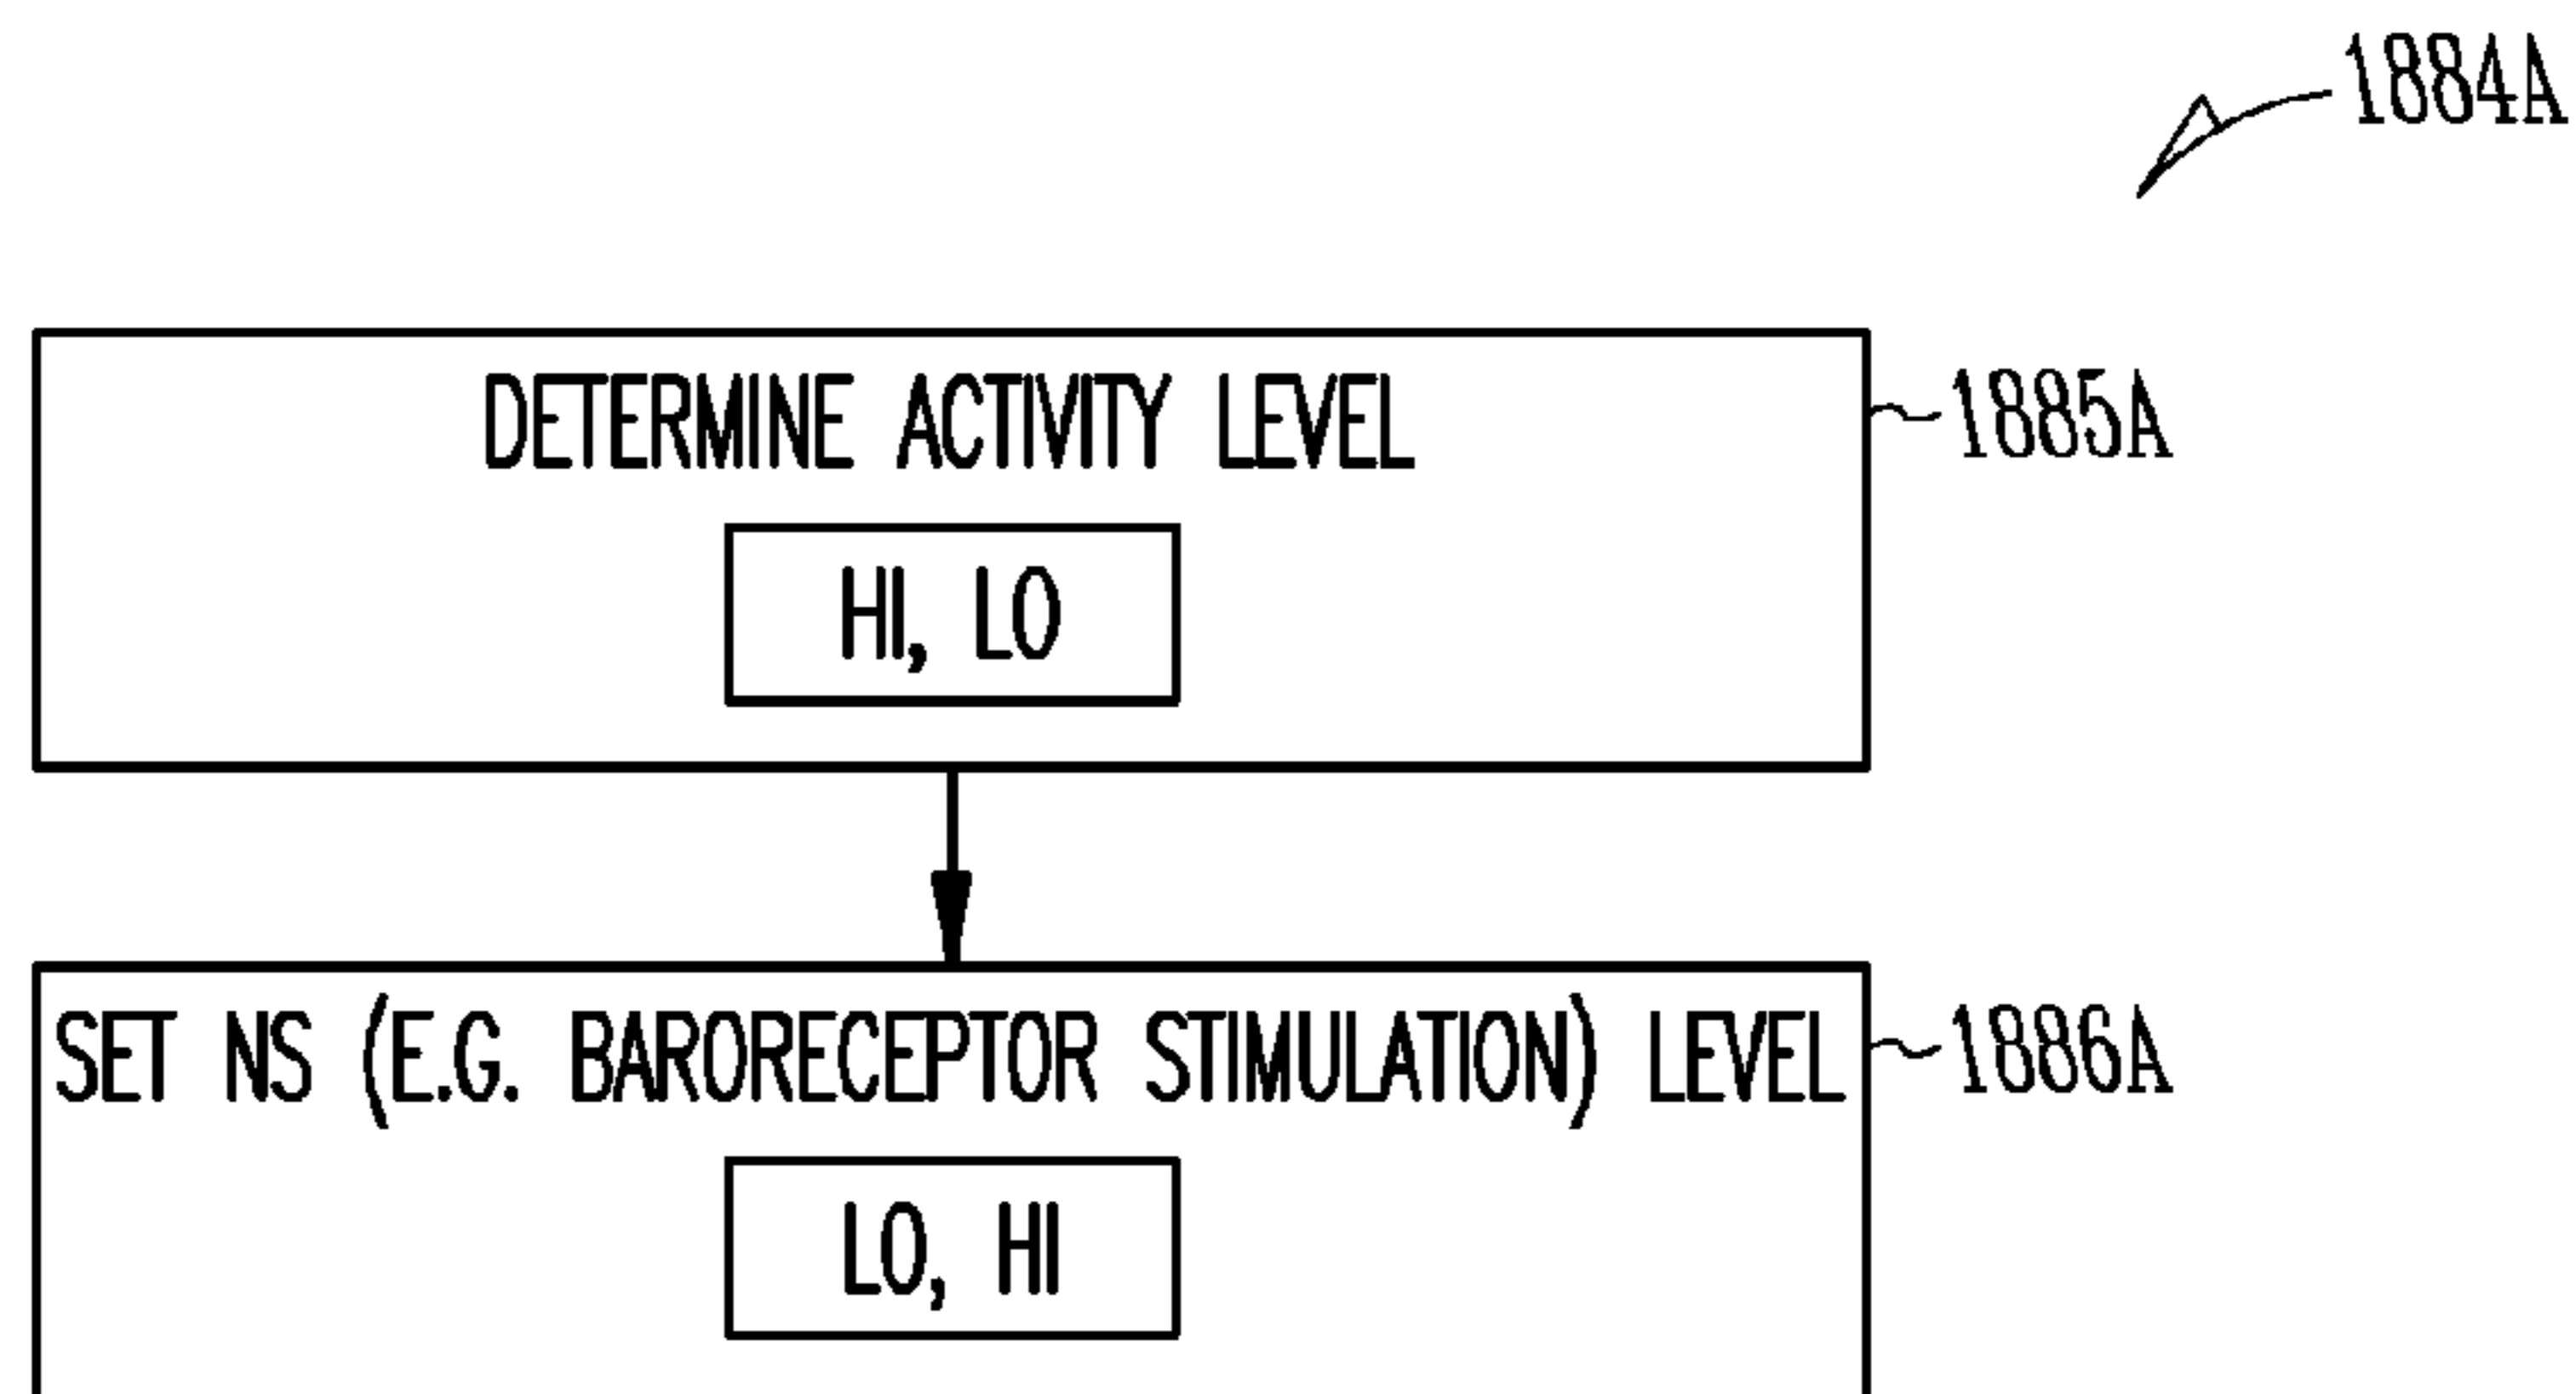 1884A
DETERMINE ACTIVITY LEVEL
1885A
HI, LO
SET NS (E.G. BARORECEPTOR STIMULATION) LEVEL
1886A
LO, HI